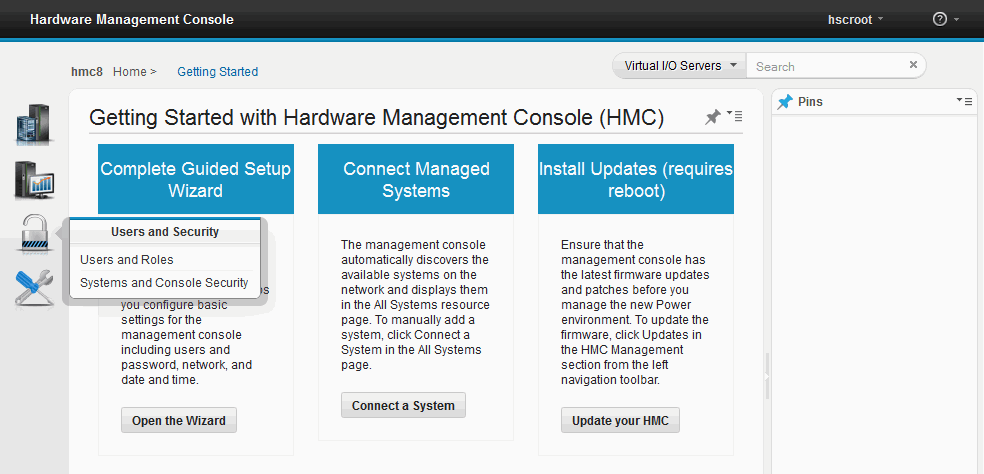 Hardware Management Console
hscroot
?
hmc8 Home > Getting Started
Virtual I/O Servers
Search
Getting Started with Hardware Management Console (HMC)
Pins
Complete Guided Setup
Wizard
you configure basic
settings for the
management console
including users and
password, network, and
date and time.
Open the Wizard
Connect Managed
Systems
The management console
automatically discovers the
available systems on the
network and displays them
in the All Systems resource
page. To manually add a
system, click Connect a
System in the All Systems
page.
Connect a System
Install Updates (requires
reboot)
Ensure that the
management console has
the latest firmware updates
and patches before you
manage the new Power
environment. To update the
firmware, click Updates in
the HMC Management
section from the left
navigation toolbar.
Update your HMC
Users and Security
Users and Roles
Systems and Console Security